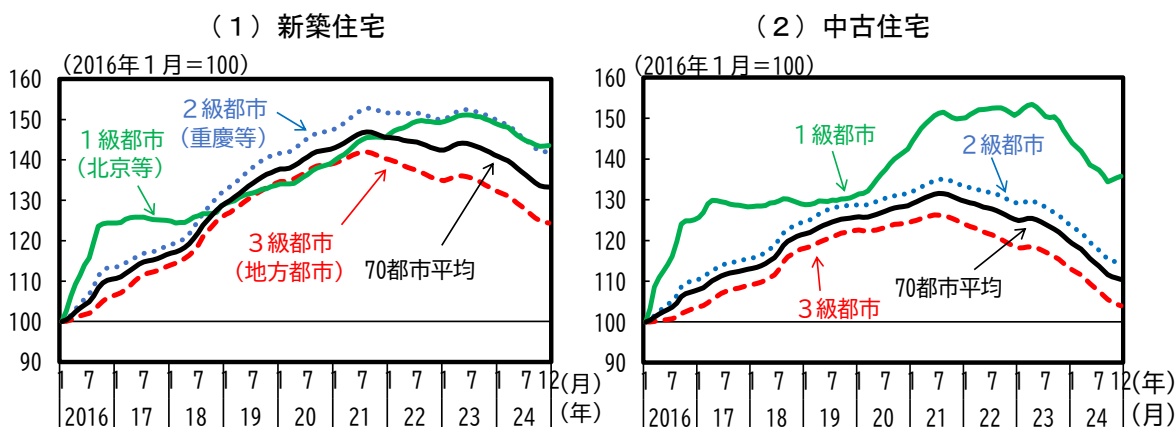 （１）新築住宅
(2016年１月＝100)
160
150
140
130
120
110
100
90
２級都市
（重慶等）
１級都市
（北京等）
３級都市
（地方都市）
70都市平均
1 7 1 7 1 7 1 7 1 7 1 7 1 7 1 7 1 7 12 (月)
2016 17 18 19 20 21 22 23 24 (年)
（２）中古住宅
(2016年１月＝100)
160
150
140
130
120
110
100
90
１級都市
２級都市
70都市平均
３級都市
1 7 1 7 1 7 1 7 1 7 1 7 1 7 1 7 1 7 12 (年)
2016 17 18 19 20 21 22 23 24 (月)